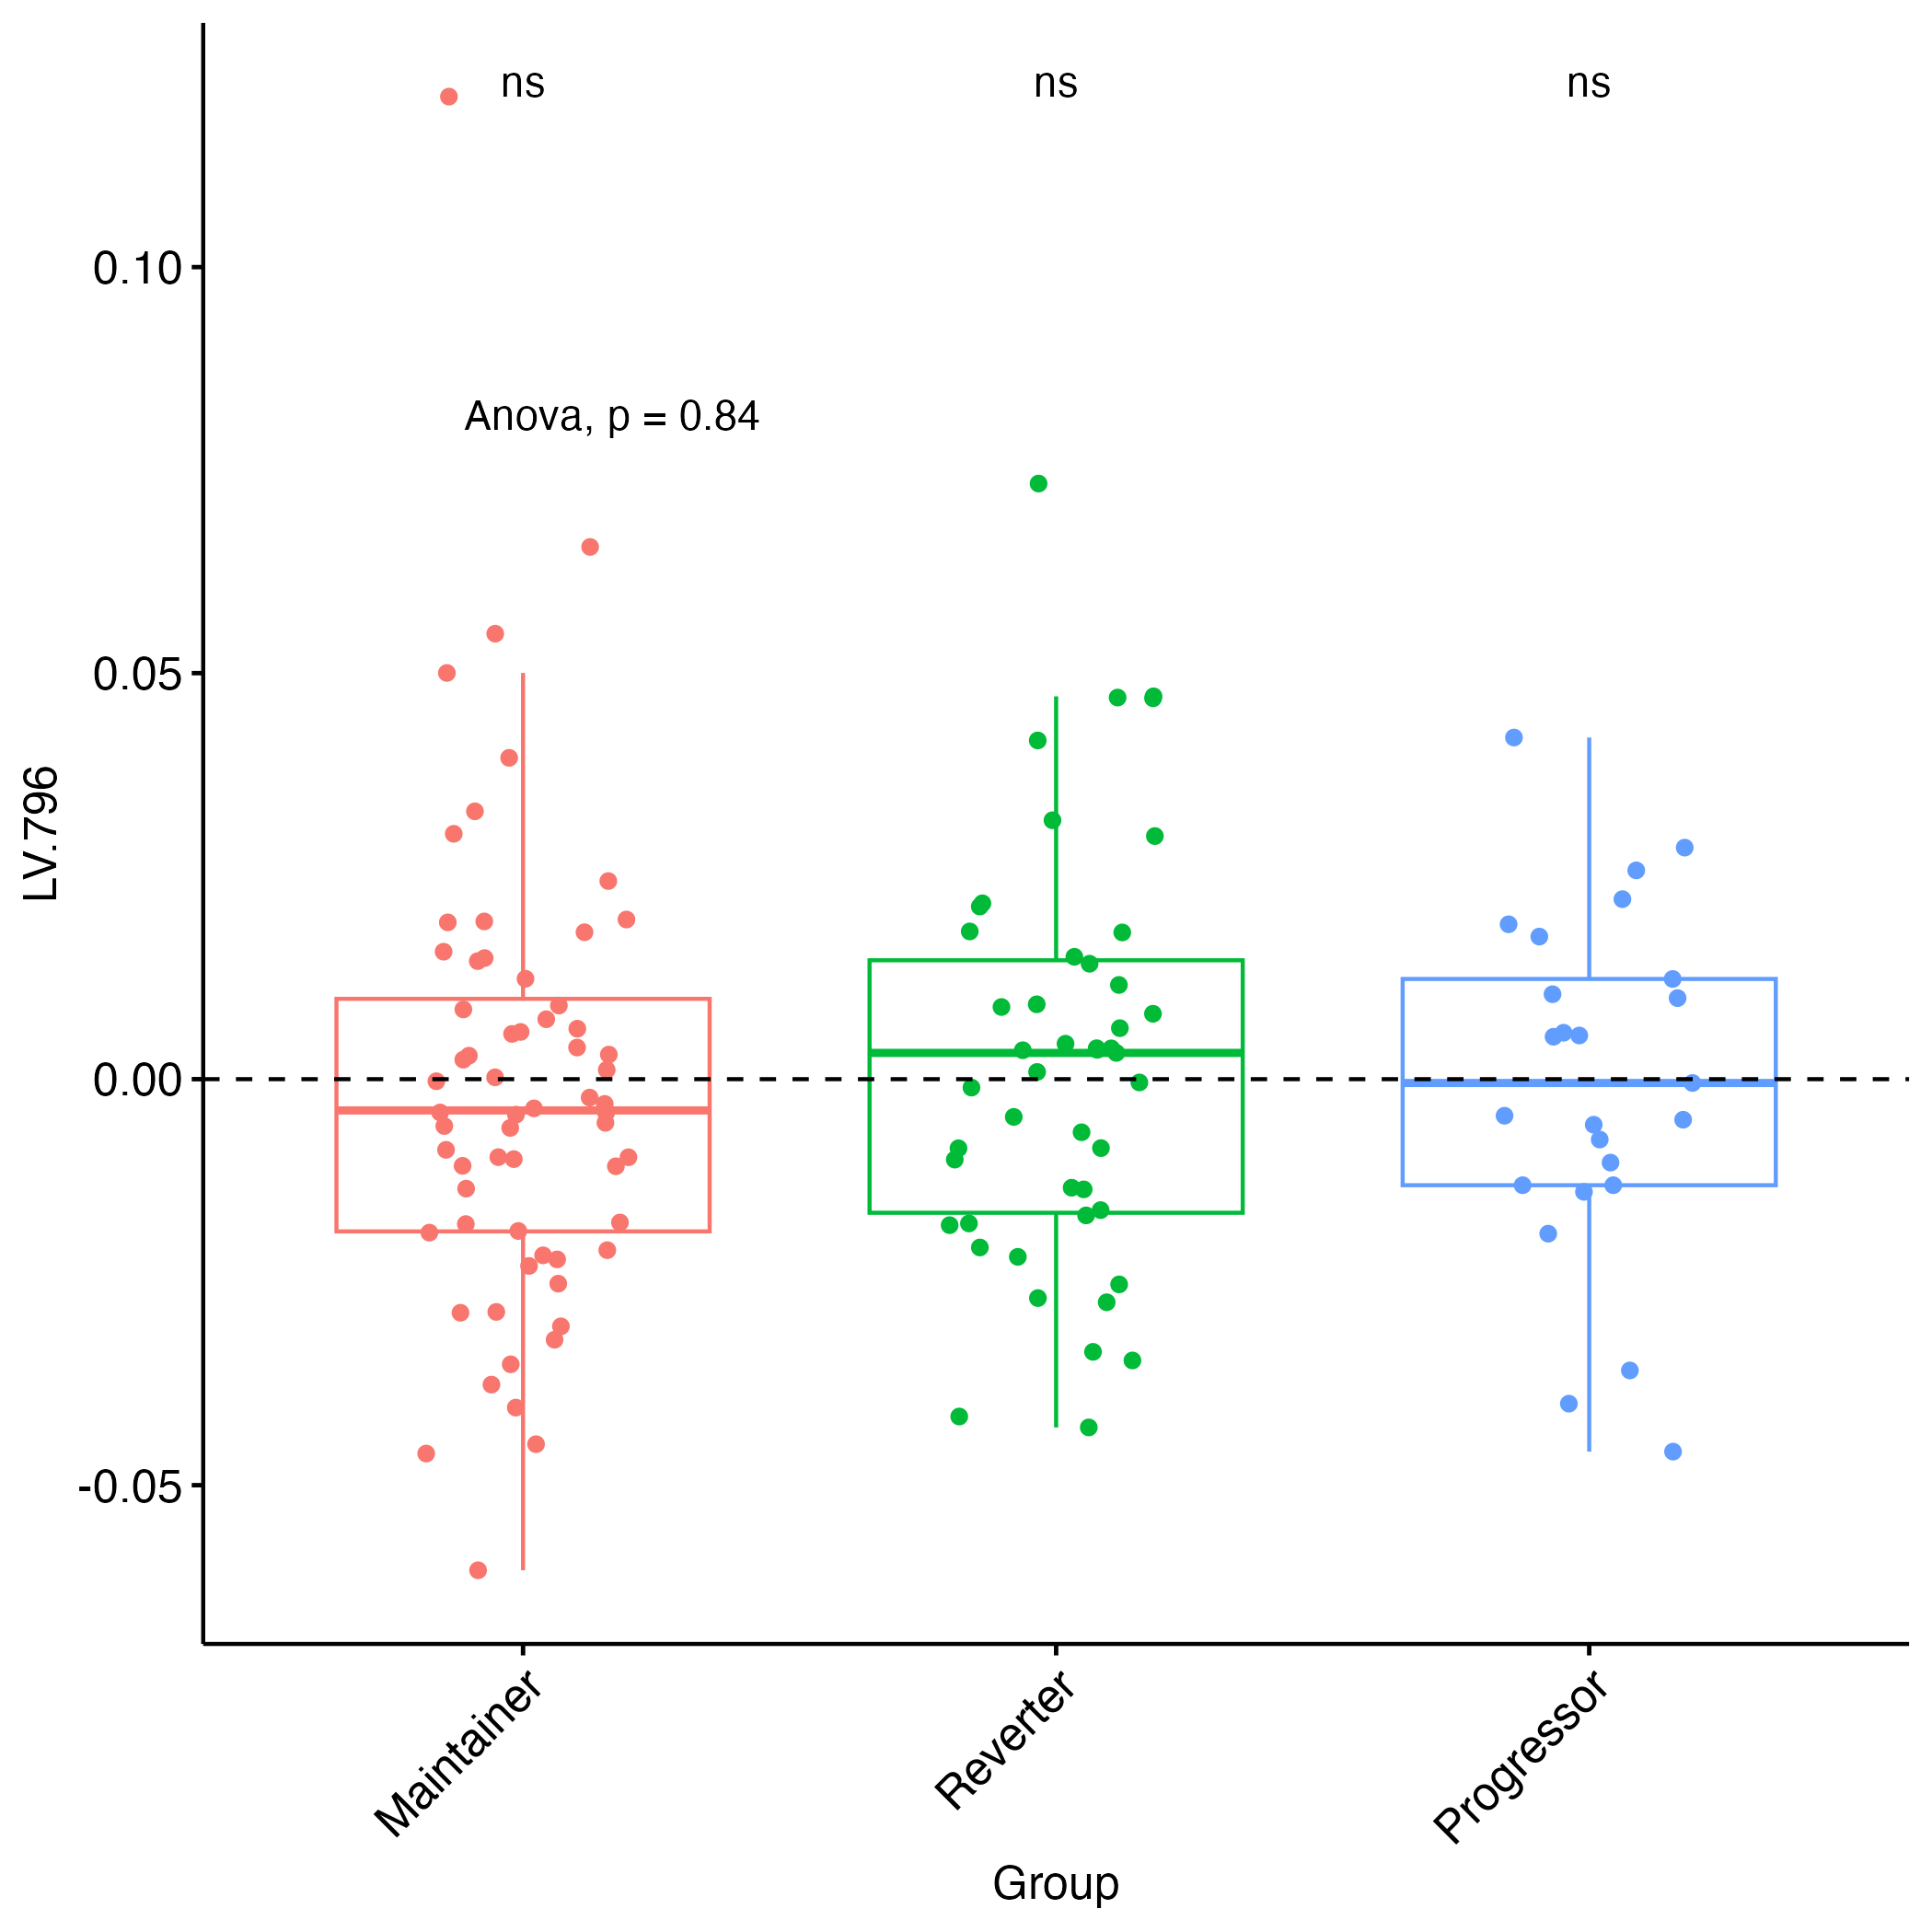 ns ns ns
0.10
Anova, p = 0.84
0.05
LV.796
0.00
-0.05
Maintainer Reverter Progressor
Group